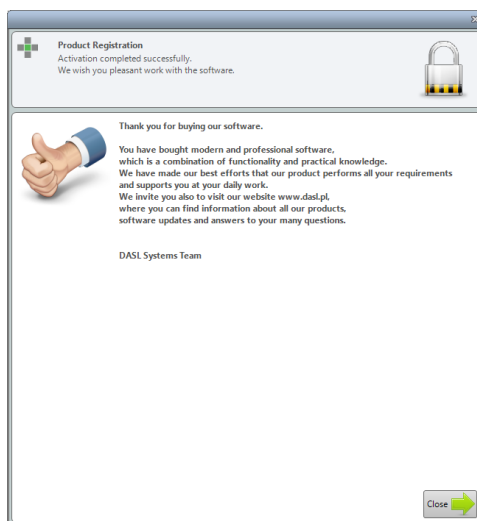 Product Registration
Activation completed successfully.
We wish you pleasant work with the software.
Thank you for buying our software.
You have bought modern and professional software,
which is a combination of functionality and practical knowledge.
We have made our best efforts that our product performs all your requirements
and supports you at your daily work.
We invite you also to visit our website www.dasl.pl,
where you can find information about all our products,
software updates and answers to your many questions.
DASL Systems Team
Close